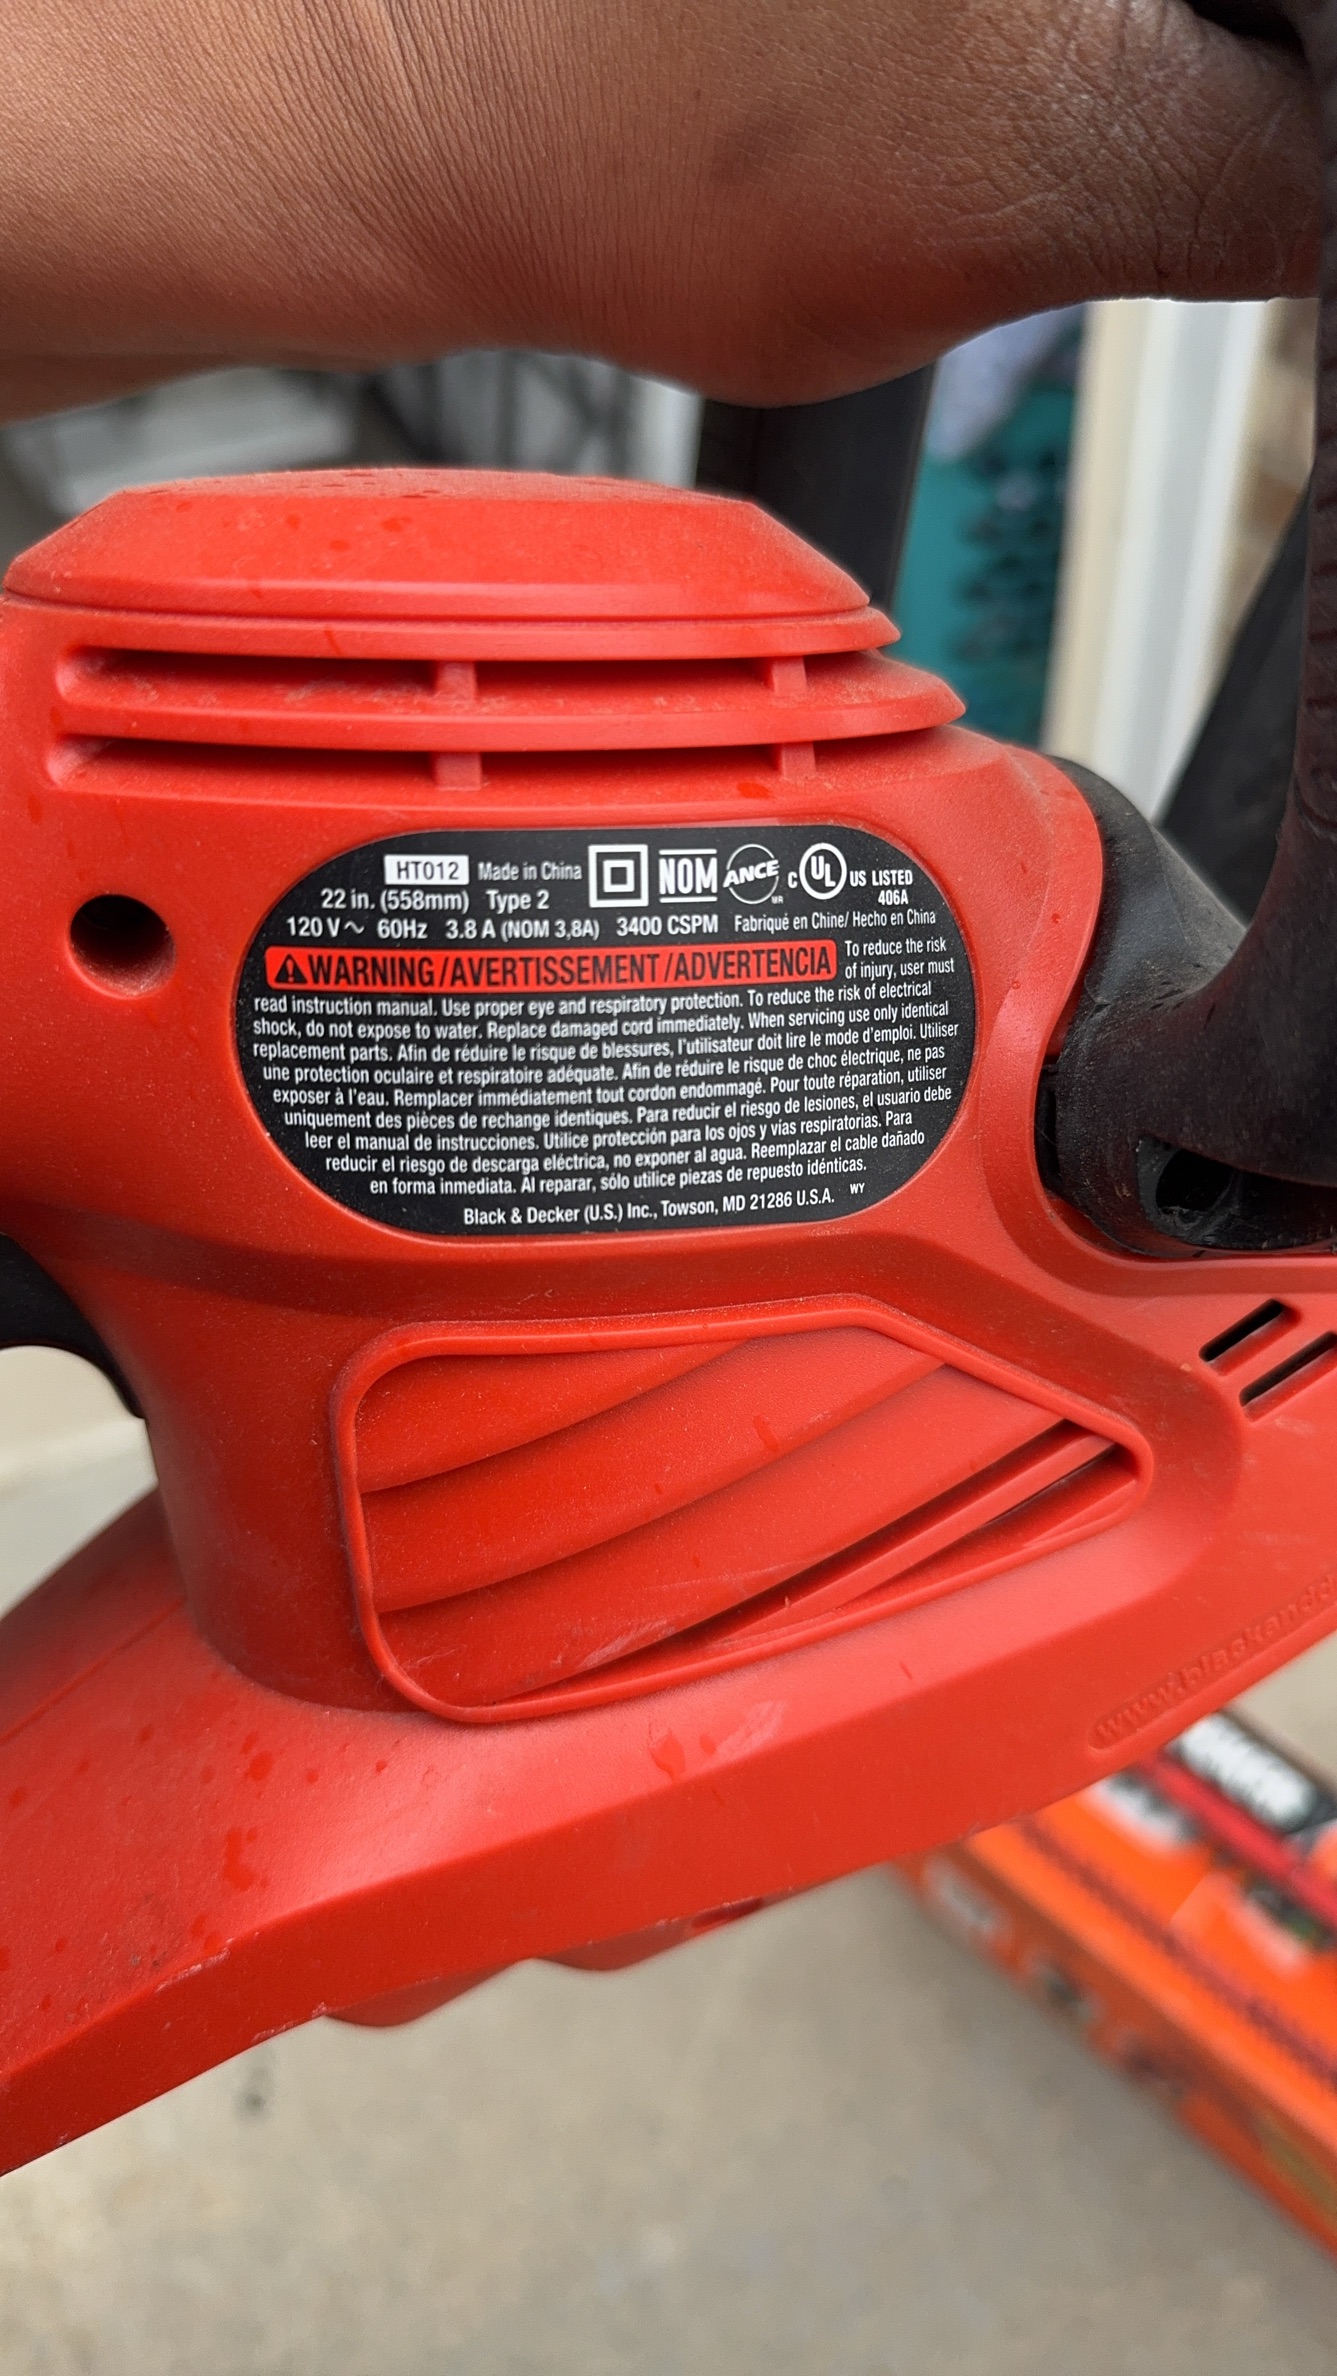 HT012 Made in China NOM ANCE MR c UL US LISTED
22 in. (558mm) Type 2 406A
120 V ~ 60Hz 3.8 A (NOM 3,8A) 3400 CSPM Fabriqué en Chine/ Hecho en China
WARNING/AVERTISSEMENT/ADVERTENCIA To reduce the risk
of injury, user must
read instruction manual. Use proper eye and respiratory protection. To reduce the risk of electrical
shock, do not expose to water. Replace damaged cord immediately. When servicing use only identical
replacement parts. Afin de réduire le risque de blessures, l'utilisateur doit lire le mode d'emploi. Utiliser
une protection oculaire et respiratoire adéquate. Afin de réduire le risque de choc électrique, ne pas
exposer à l'eau. Remplacer immédiatement tout cordon endommagé. Pour toute réparation, utiliser
uniquement des pièces de rechange identiques. Para reducir el riesgo de lesiones, el usuario debe
leer el manual de instrucciones. Utilice protección para los ojos y vías respiratorias. Para
reducir el riesgo de descarga eléctrica, no exponer al agua. Reemplazar el cable dañado
en forma inmediata. Al reparar, sólo utilice piezas de repuesto idénticas.
Black & Decker (U.S.) Inc., Towson, MD 21286 U.S.A. WY
www.blackandd